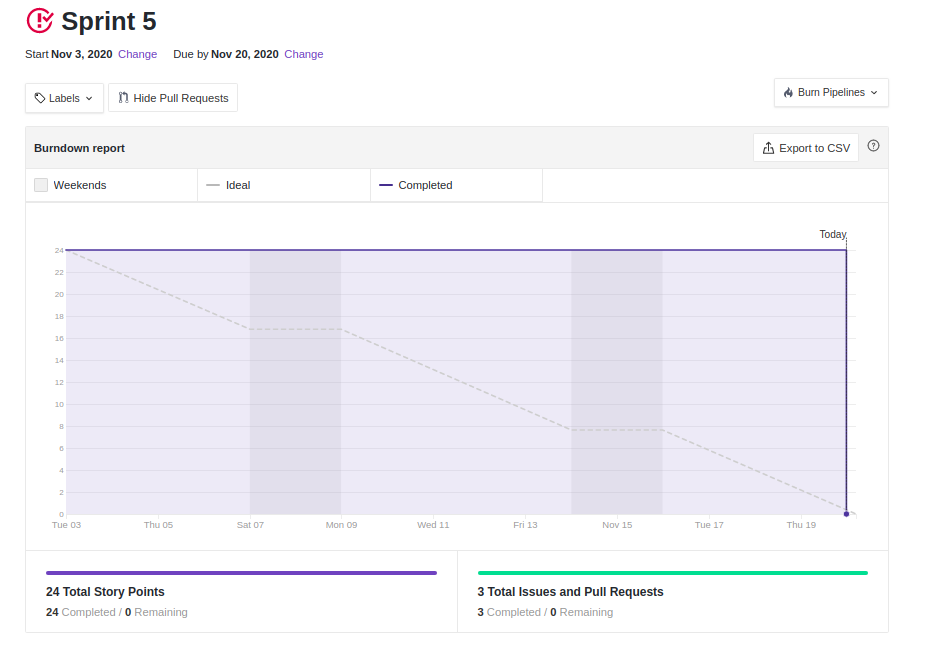 Sprint 5
Start Nov 3, 2020 Change Due by Nov 20, 2020 Change
Labels Hide Pull Requests Burn Pipelines
Burndown report Export to CSV
Weekends Ideal Completed
Today
24
22
20
18
16
14
12
10
8
6
4
2
0
Tue 03 Thu 05 Sat 07 Mon 09 Wed 11 Fri 13 Nov 15 Tue 17 Thu 19
24 Total Story Points
24 Completed / 0 Remaining
3 Total Issues and Pull Requests
3 Completed / 0 Remaining